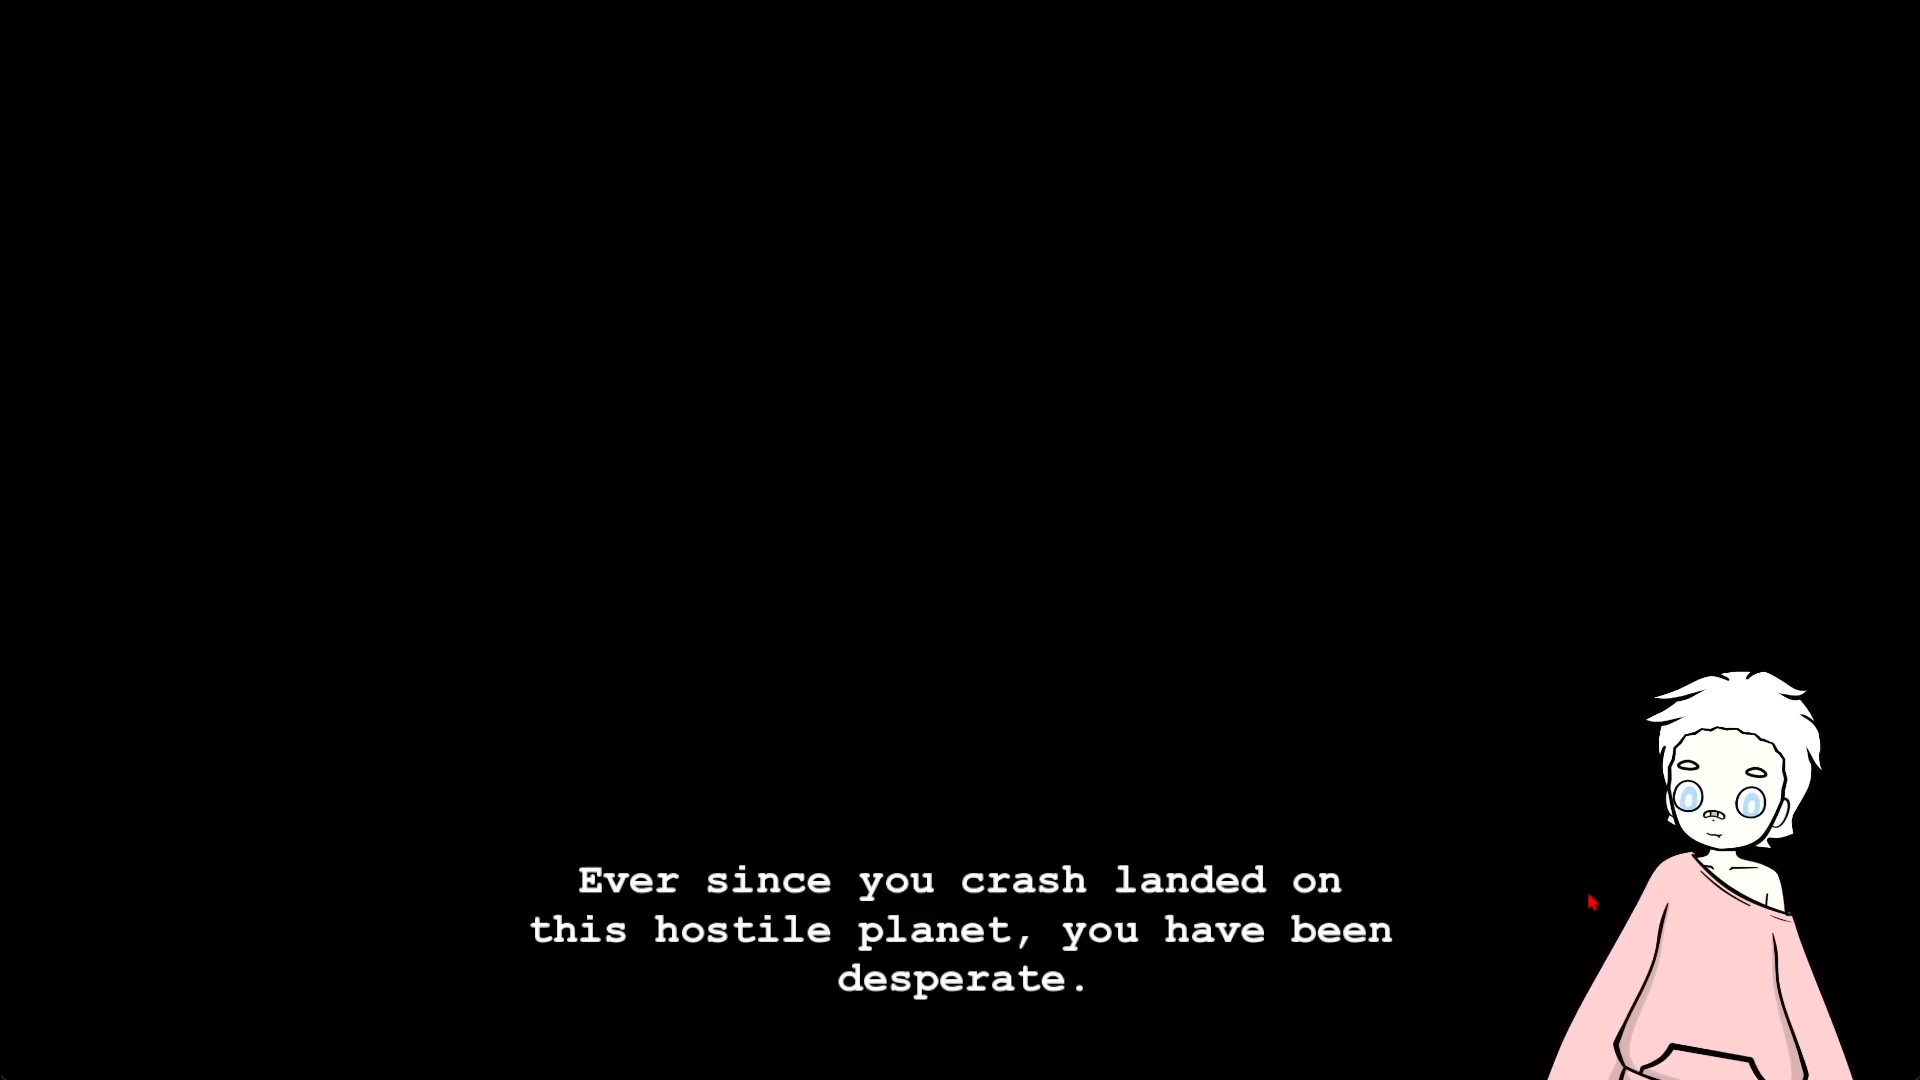 Ever since you crash landed on
this hostile planet, you have been
desperate.